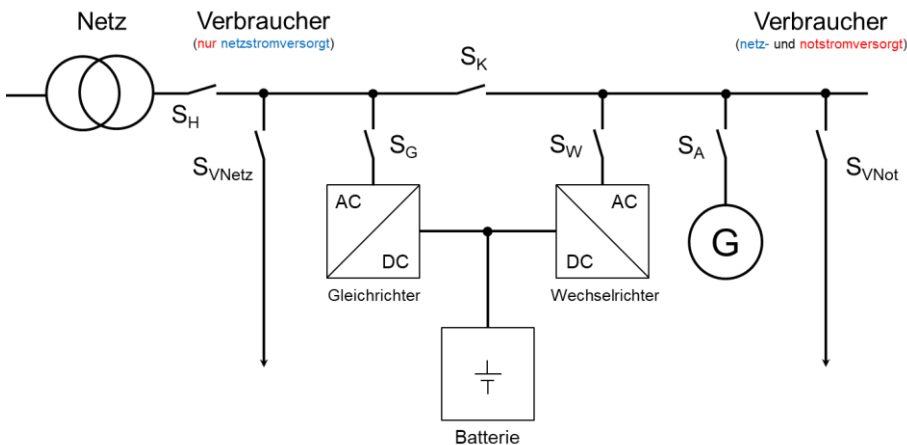 Netz
Verbraucher
(nur netzstromversorgt)
Verbraucher
(netz- und notstromversorgt)
S_K
S_H
S_VNetz
S_G
S_W
S_A
S_VNot
AC
DC
Gleichrichter
AC
DC
Wechselrichter
G
Batterie